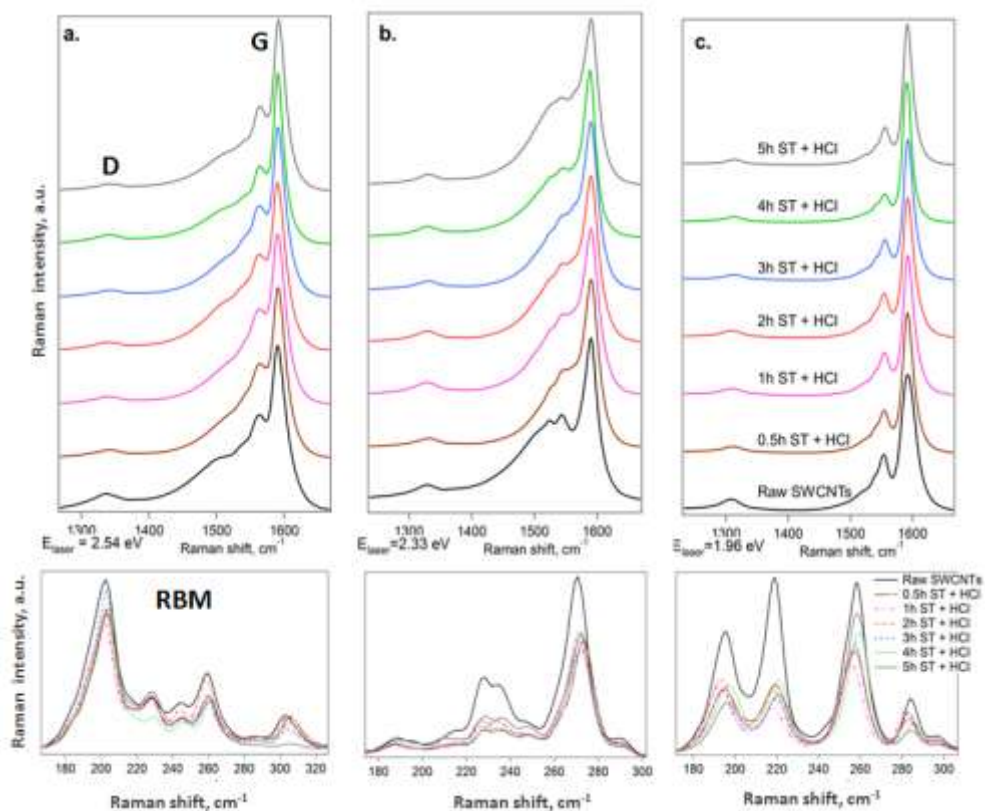 a.
G
D
b.
c.
5h ST + HCl
4h ST + HCl
3h ST + HCl
2h ST + HCl
1h ST + HCl
0.5h ST + HCl
Raw SWCNTs
Raman intensity, a.u.
1300 1400 1500 1600
1300 1400 1500 1600
1300 1400 1500 1600
E laser = 2.54 eV Raman shift, cm-1
E laser=2.33 eV Raman shift, cm-1
E laser=1.96 eV Raman shift, cm-1
RBM
Raw SWCNTs
0.5h ST + HCl
1h ST + HCl
2h ST + HCl
3h ST + HCl
4h ST + HCl
5h ST + HCl
Raman intensity, a.u.
180 200 220 240 260 280 300 320
180 200 220 240 260 280 300
180 200 220 240 260 280 300
Raman shift, cm-1
Raman shift, cm-1
Raman shift, cm-1